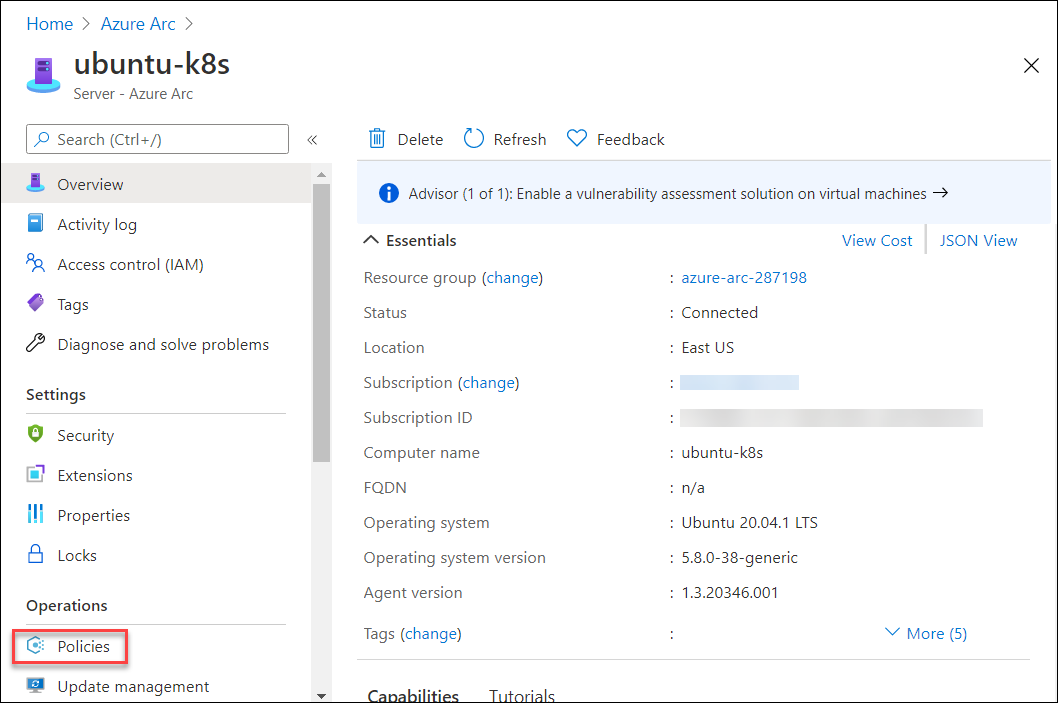 Home > Azure Arc >
ubuntu-k8s
Server - Azure Arc
Search (Ctrl+/)
«
Overview
Activity log
Access control (IAM)
Tags
Diagnose and solve problems
Settings
Security
Extensions
Properties
Locks
Operations
Policies
Update management
Delete Refresh Feedback
Advisor (1 of 1): Enable a vulnerability assessment solution on virtual machines →
Essentials View Cost JSON View
Resource group (change) : azure-arc-287198
Status : Connected
Location : East US
Subscription (change) :
Subscription ID :
Computer name : ubuntu-k8s
FQDN : n/a
Operating system : Ubuntu 20.04.1 LTS
Operating system version : 5.8.0-38-generic
Agent version : 1.3.20346.001
Tags (change) : More (5)
Capabilities Tutorials